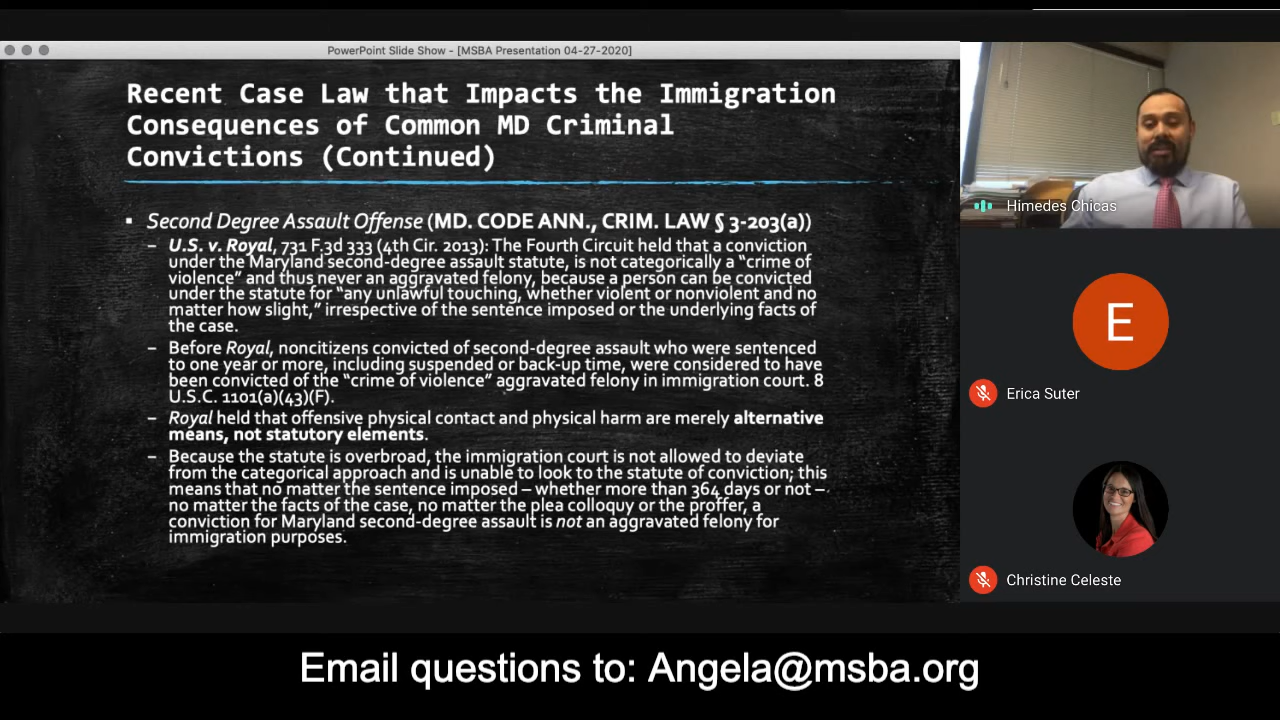 PowerPoint Slide Show - [MSBA Presentation 04-27-2020]
Recent Case Law that Impacts the Immigration
Consequences of Common MD Criminal
Convictions (Continued)
▪ Second Degree Assault Offense (MD. CODE ANN., CRIM. LAW § 3-203(a))
– U.S. v. Royal, 731 F.3d 333 (4th Cir. 2013): The Fourth Circuit held that a conviction
under the Maryland second-degree assault statute, is not categorically a “crime of
violence” and thus never an aggravated felony, because a person can be convicted
under the statute for “any unlawful touching, whether violent or nonviolent and no
matter how slight,” irrespective of the sentence imposed or the underlying facts of
the case.
– Before Royal, noncitizens convicted of second-degree assault who were sentenced
to one year or more, including suspended or back-up time, were considered to have
been convicted of the “crime of violence” aggravated felony in immigration court. 8
U.S.C. 1101(a)(43)(F).
– Royal held that offensive physical contact and physical harm are merely alternative
means, not statutory elements.
– Because the statute is overbroad, the immigration court is not allowed to deviate
from the categorical approach and is unable to look to the statute of conviction; this
means that no matter the sentence imposed – whether more than 364 days or not –
no matter the facts of the case, no matter the plea colloquy or the proffer, a
conviction for Maryland second-degree assault is not an aggravated felony for
immigration purposes.
Himedes Chicas
E
Erica Suter
Christine Celeste
Email questions to: Angela@msba.org